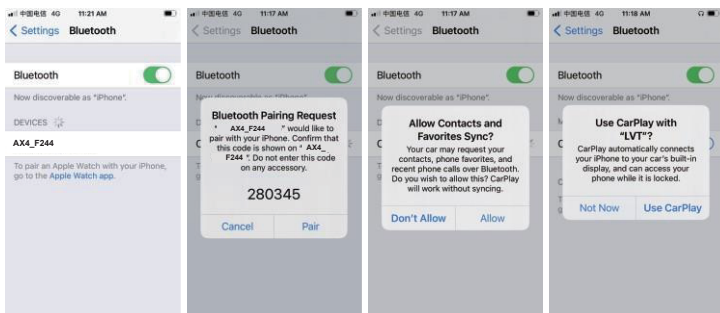 中国电信 4G 11:21 AM
Settings Bluetooth
Bluetooth
Now discoverable as "iPhone".
DEVICES
AX4_F244
To pair an Apple Watch with your iPhone,
go to the Apple Watch app.
中国电信 4G 11:17 AM
Settings Bluetooth
Bluetooth
Bluetooth Pairing Request
" AX4_F244 " would like to
pair with your iPhone. Confirm that
this code is shown on " AX4_
F244 ". Do not enter this code
on any accessory.
280345
Cancel Pair
中国电信 4G 11:17 AM
Settings Bluetooth
Bluetooth
Now discoverable as "iPhone".
Allow Contacts and
Favorites Sync?
Your car may request your
contacts, phone favorites, and
recent phone calls over Bluetooth.
Do you wish to allow this? CarPlay
will work without syncing.
Don't Allow Allow
中国电信 4G 11:18 AM
Settings Bluetooth
Bluetooth
Now discoverable as "iPhone".
Use CarPlay with
"LVT"?
CarPlay automatically connects
your iPhone to your car's built-in
display, and can access your
phone while it is locked.
Not Now Use CarPlay